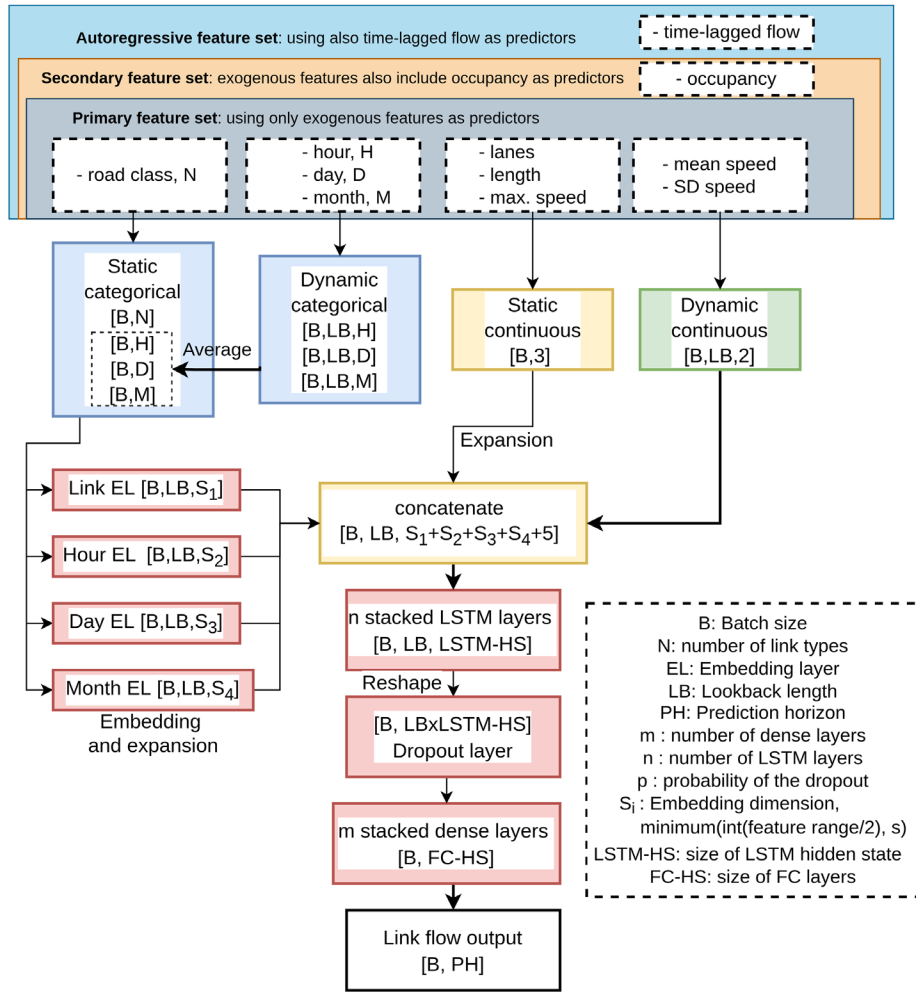 Autoregressive feature set: using also time-lagged flow as predictors
- time-lagged flow
Secondary feature set: exogenous features also include occupancy as predictors
- occupancy
Primary feature set: using only exogenous features as predictors
- road class, N
- hour, H
- day, D
- month, M
- lanes
- length
- max. speed
- mean speed
- SD speed
Static
categorical
[B,N]
[B,H]
[B,D]
[B,M]
Average
Dynamic
categorical
[B,LB,H]
[B,LB,D]
[B,LB,M]
Static
continuous
[B,3]
Dynamic
continuous
[B,LB,2]
Expansion
Link EL [B,LB,S1]
Hour EL [B,LB,S2]
Day EL [B,LB,S3]
Month EL [B,LB,S4]
Embedding
and expansion
concatenate
[B, LB, S1+S2+S3+S4+5]
n stacked LSTM layers
[B, LB, LSTM-HS]
Reshape
[B, LBxLSTM-HS]
Dropout layer
m stacked dense layers
[B, FC-HS]
Link flow output
[B, PH]
B: Batch size
N: number of link types
EL: Embedding layer
LB: Lookback length
PH: Prediction horizon
m : number of dense layers
n : number of LSTM layers
p : probability of the dropout
Si : Embedding dimension,
minimum(int(feature range/2), s)
LSTM-HS: size of LSTM hidden state
FC-HS: size of FC layers